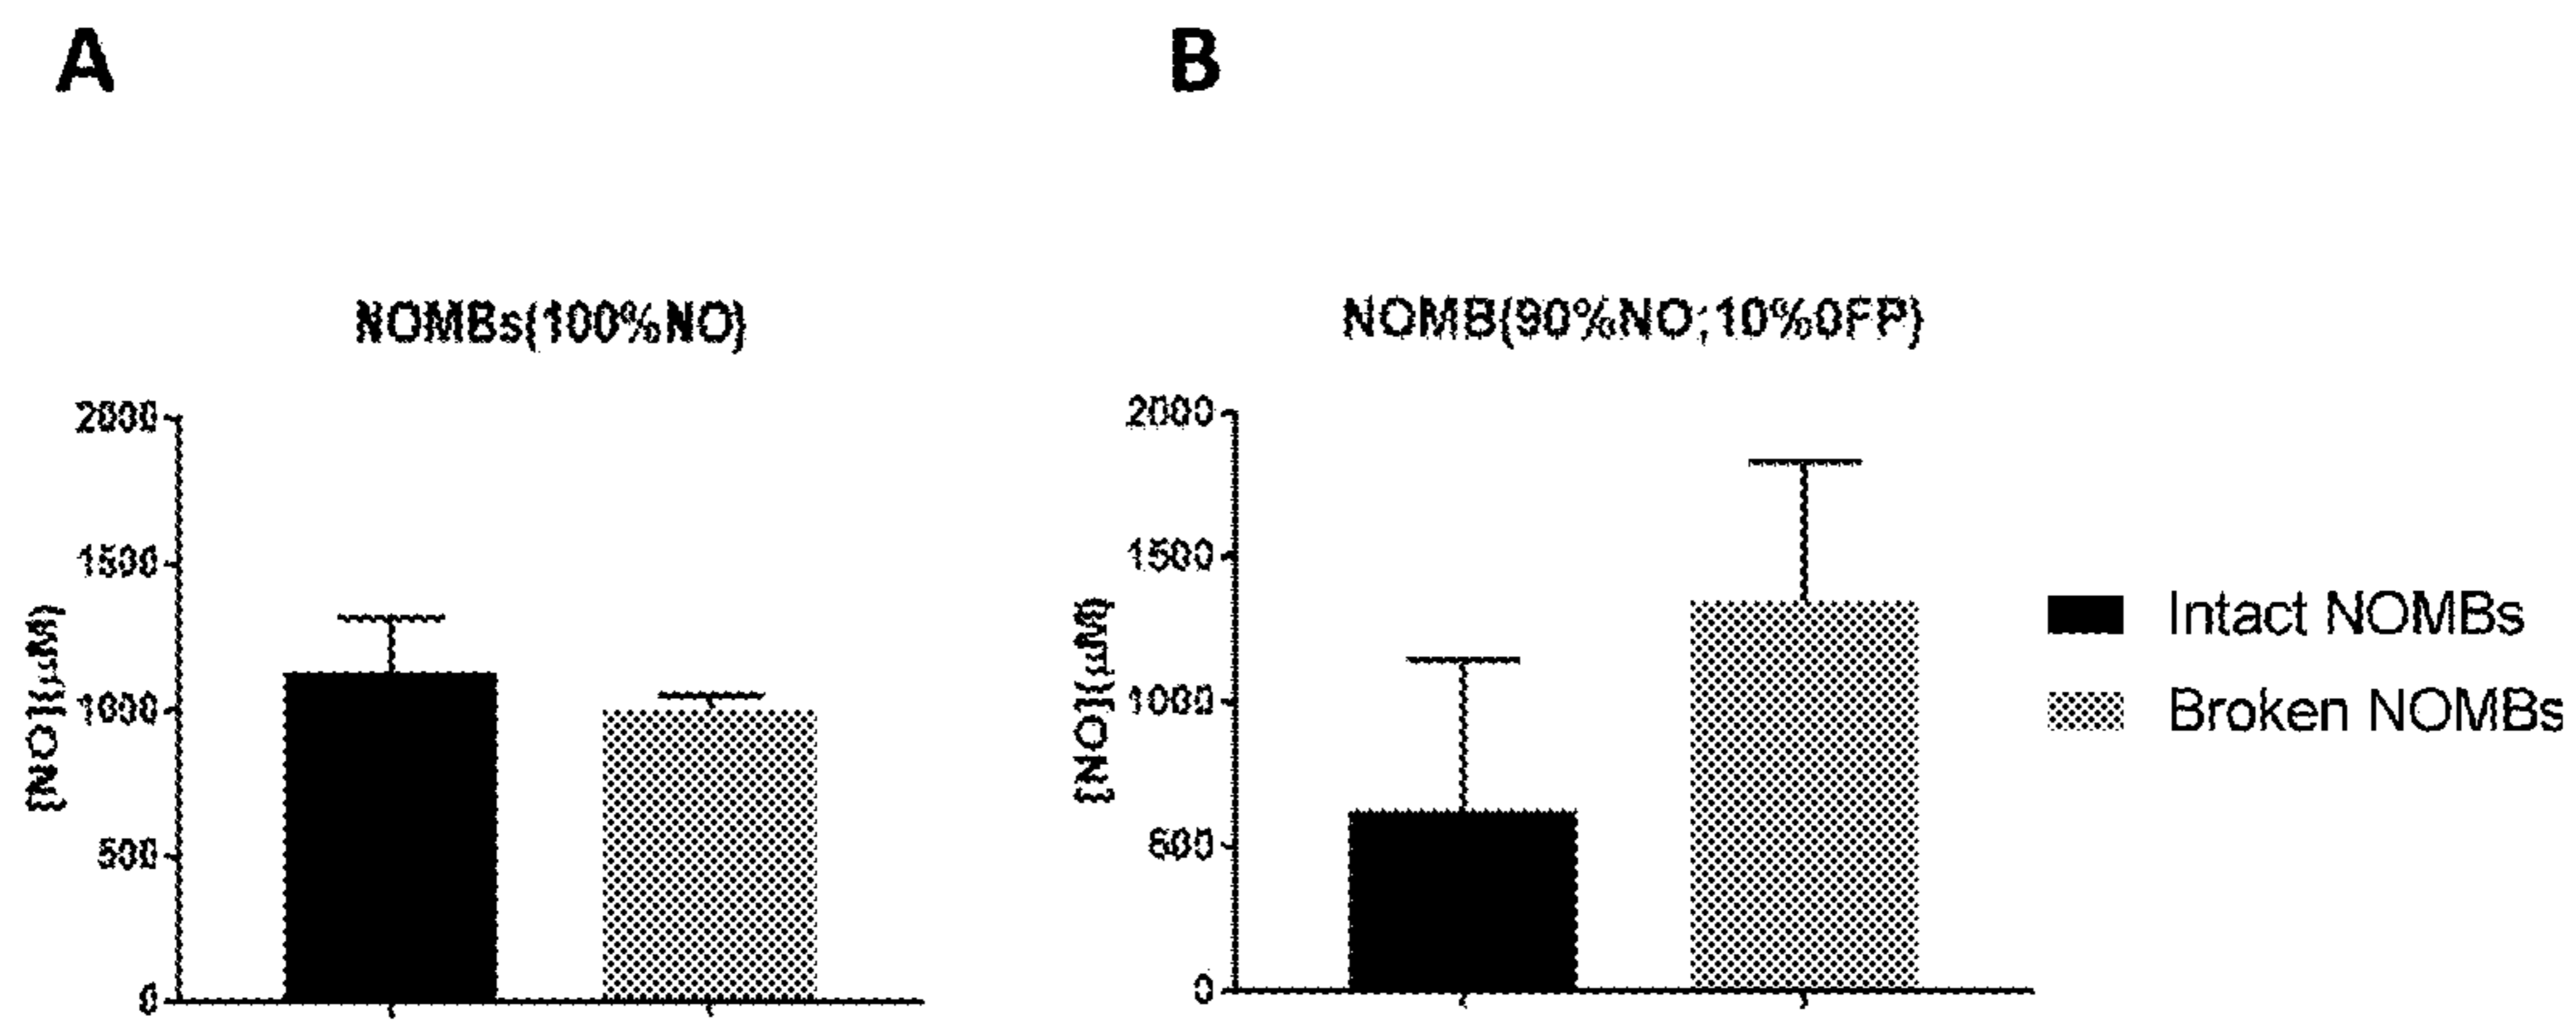 A
B
NOMBs(100%NO)
2000
1500
1000
500
0
[NO](μM)
NOMB(90%NO;10%0FP)
2000
1500
1000
500
0
[NO](μM)
Intact NOMBs
Broken NOMBs